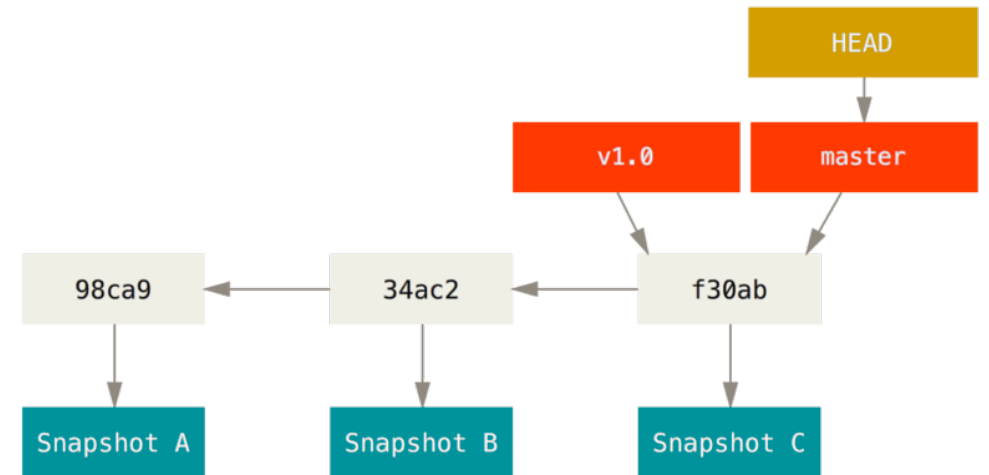 HEAD
v1.0
master
98ca9
34ac2
f30ab
Snapshot A
Snapshot B
Snapshot C